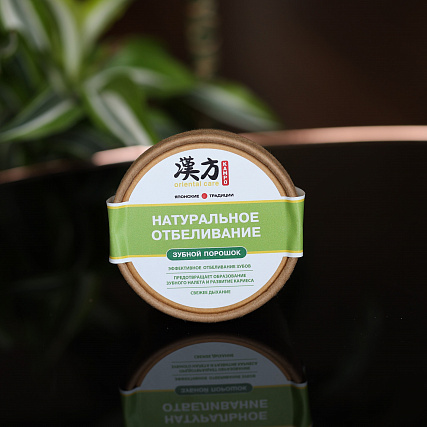 漢方
KAMPO
oriental care
ЯПОНСКИЕ ТРАДИЦИИ
НАТУРАЛЬНОЕ
ОТБЕЛИВАНИЕ
ЗУБНОЙ ПОРОШОК
ЭФФЕКТИВНОЕ ОТБЕЛИВАНИЕ ЗУБОВ
ПРЕДОТВРАЩАЕТ ОБРАЗОВАНИЕ
ЗУБНОГО НАЛЕТА И РАЗВИТИЕ КАРИЕСА
СВЕЖЕЕ ДЫХАНИЕ